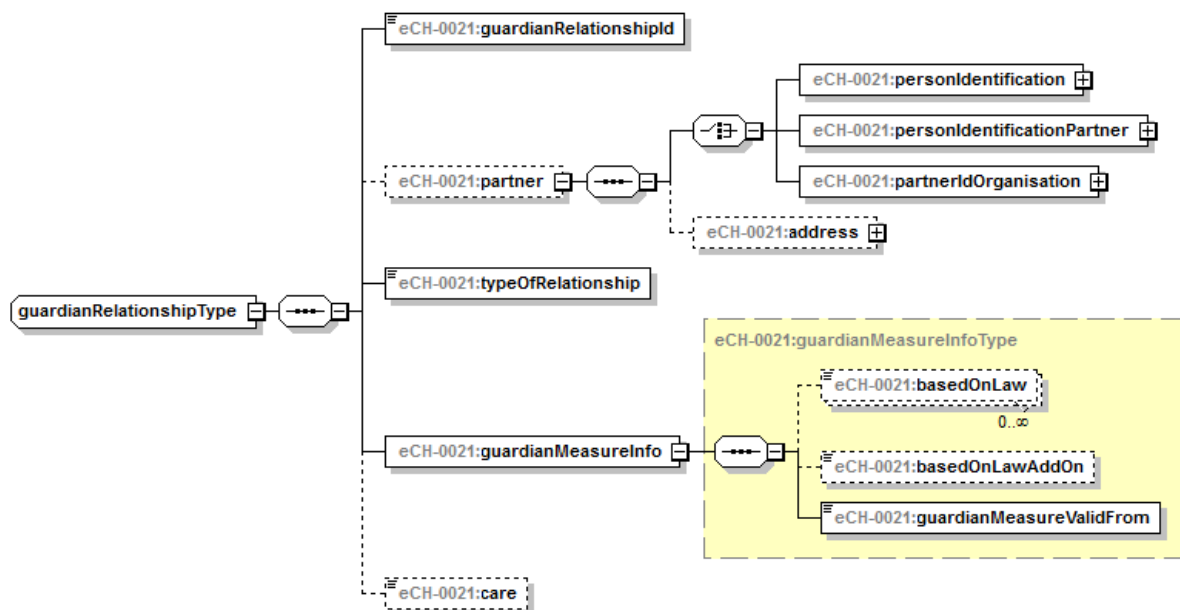 eCH-0021:guardianRelationshipId
eCH-0021:personIdentification
eCH-0021:personIdentificationPartner
eCH-0021:partner
eCH-0021:partnerIdOrganisation
eCH-0021:address
eCH-0021:typeOfRelationship
guardianRelationshipType
eCH-0021:guardianMeasureInfoType
eCH-0021:basedOnLaw
0..∞
eCH-0021:guardianMeasureInfo
eCH-0021:basedOnLawAddOn
eCH-0021:guardianMeasureValidFrom
eCH-0021:care